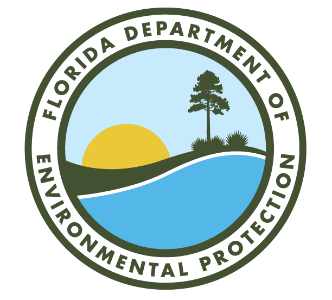 FLORIDA DEPARTMENT OF
ENVIRONMENTAL PROTECTION